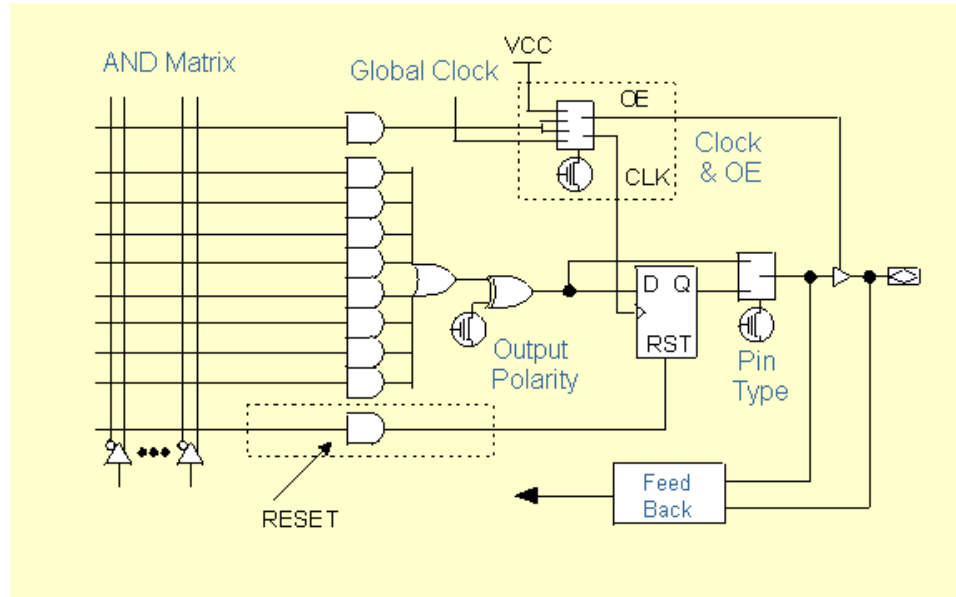 VCC
AND Matrix
Global Clock
OE
Clock
& OE
CLK
D Q
RST
Output
Polarity
Pin
Type
Feed
Back
RESET